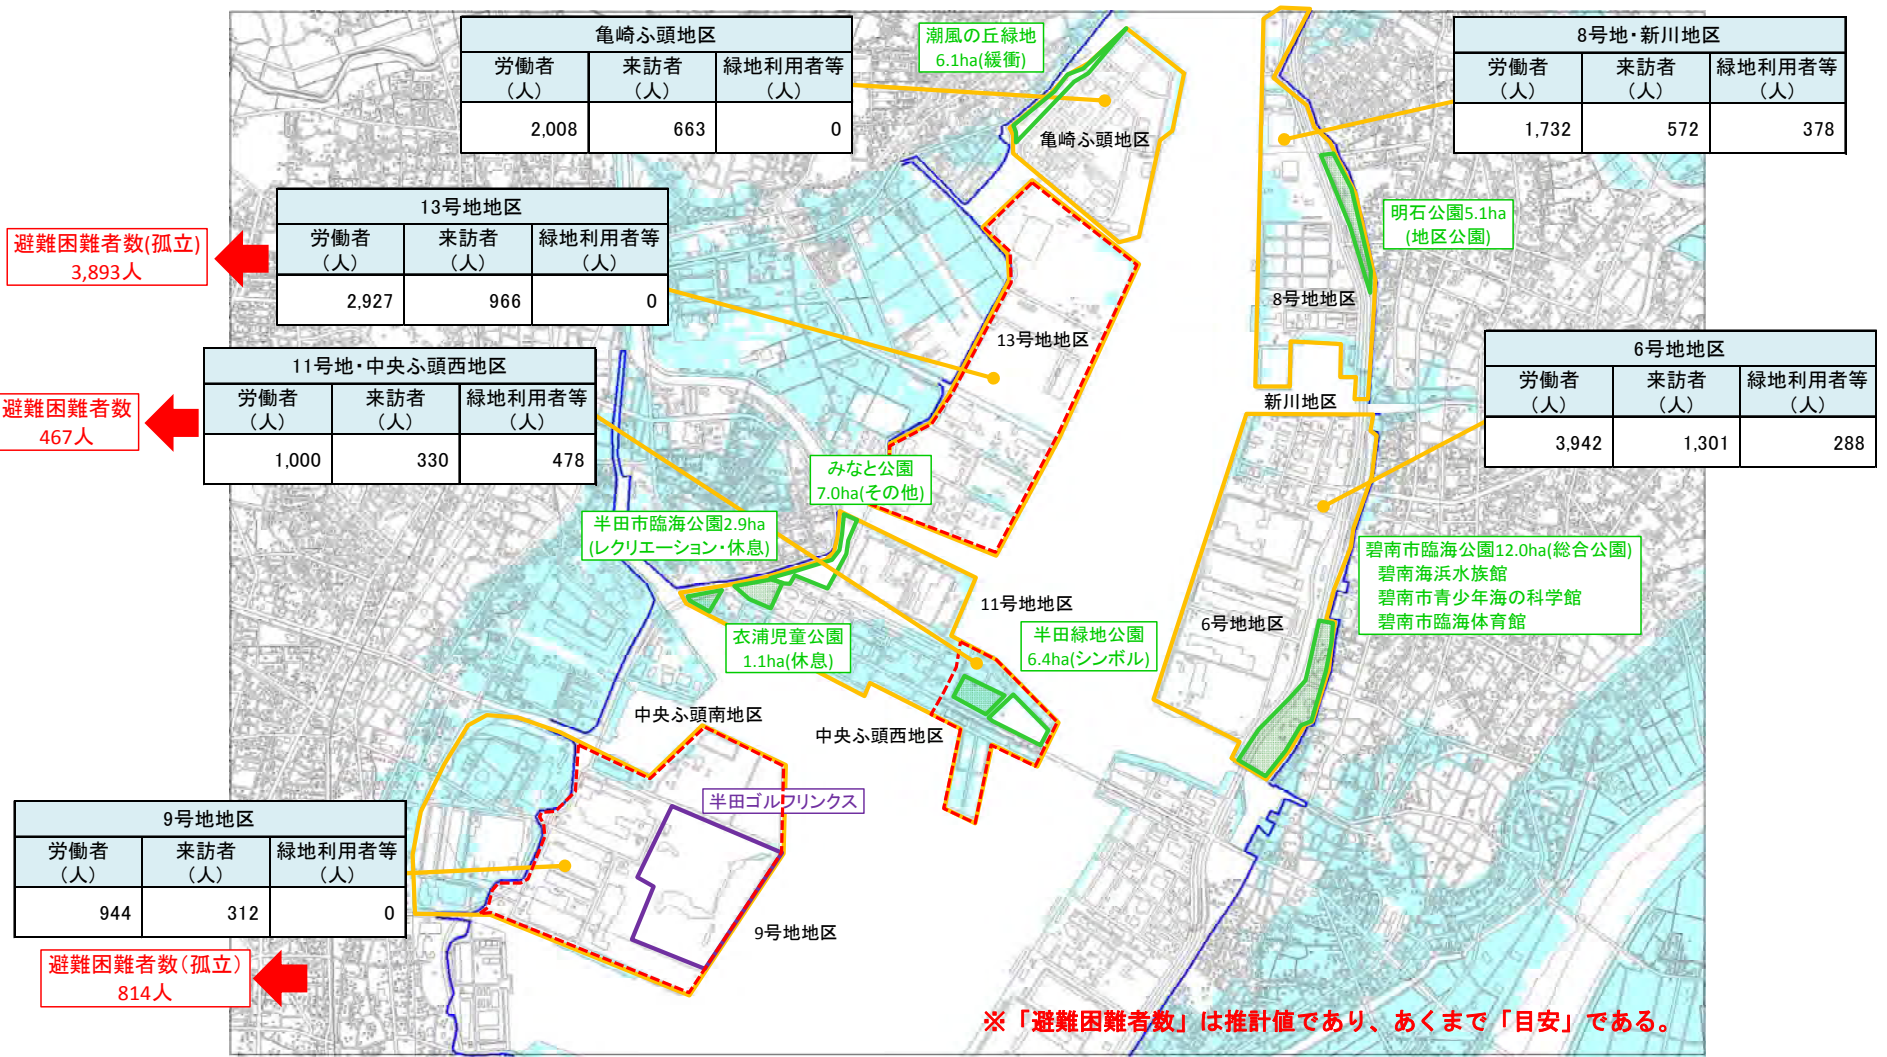 亀崎ふ頭地区
労働者
(人)
来訪者
(人)
緑地利用者等
(人)
2,008
663
0
潮風の丘緑地
6.1ha(緩衝)
亀崎ふ頭地区
8号地・新川地区
労働者
(人)
来訪者
(人)
緑地利用者等
(人)
1,732
572
378
13号地地区
労働者
(人)
来訪者
(人)
緑地利用者等
(人)
2,927
966
0
避難困難者数(孤立)
3,893人
明石公園5.1ha
(地区公園)
8号地地区
13号地地区
11号地・中央ふ頭西地区
労働者
(人)
来訪者
(人)
緑地利用者等
(人)
1,000
330
478
避難困難者数
467人
新川地区
6号地地区
労働者
(人)
来訪者
(人)
緑地利用者等
(人)
3,942
1,301
288
みなと公園
7.0ha(その他)
半田市臨海公園2.9ha
(レクリエーション・休息)
碧南市臨海公園12.0ha(総合公園)
碧南海浜水族館
碧南市青少年海の科学館
碧南市臨海体育館
11号地地区
6号地地区
衣浦児童公園
1.1ha(休息)
半田緑地公園
6.4ha(シンボル)
中央ふ頭南地区
中央ふ頭西地区
半田ゴルフリンクス
9号地地区
労働者
(人)
来訪者
(人)
緑地利用者等
(人)
944
312
0
9号地地区
避難困難者数(孤立)
814人
※「避難困難者数」は推計値であり、あくまで「目安」である。